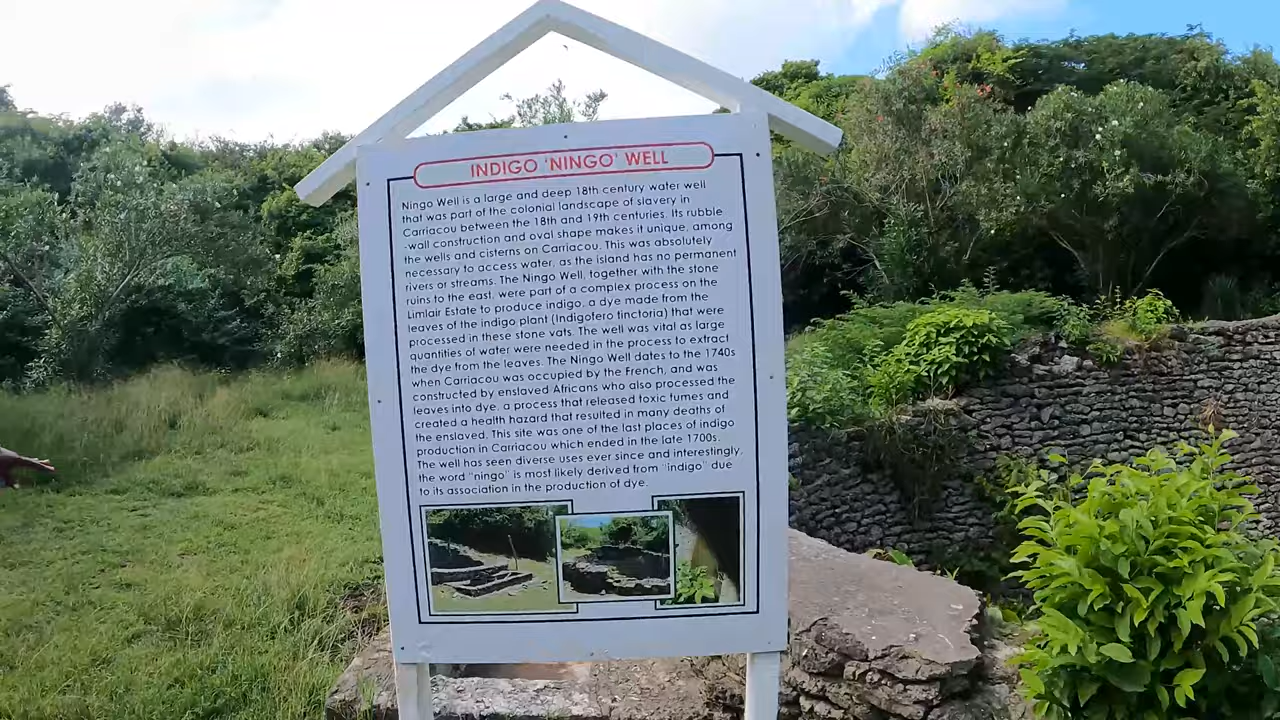 INDIGO 'NINGO' WELL
Ningo Well is a large and deep 18th century water well
that was part of the colonial landscape of slavery in
Carriacou between the 18th and 19th centuries. Its rubble
-wall construction and oval shape makes it unique, among
the wells and cisterns on Carriacou. This was absolutely
necessary to access water, as the island has no permanent
rivers or streams. The Ningo Well, together with the stone
ruins to the east, were part of a complex process on the
Limlair Estate to produce indigo, a dye made from the
leaves of the indigo plant (Indigofero tinctoria) that were
processed in these stone vats. The well was vital as large
quantities of water were needed in the process to extract
the dye from the leaves. The Ningo Well dates to the 1740s
when Carriacou was occupied by the French, and was
constructed by enslaved Africans who also processed the
leaves into dye, a process that released toxic fumes and
created a health hazard that resulted in many deaths of
the enslaved. This site was one of the last places of indigo
production in Carriacou which ended in the late 1700s.
The well has seen diverse uses ever since and interestingly,
the word "ningo" is most likely derived from "indigo" due
to its association in the production of dye.